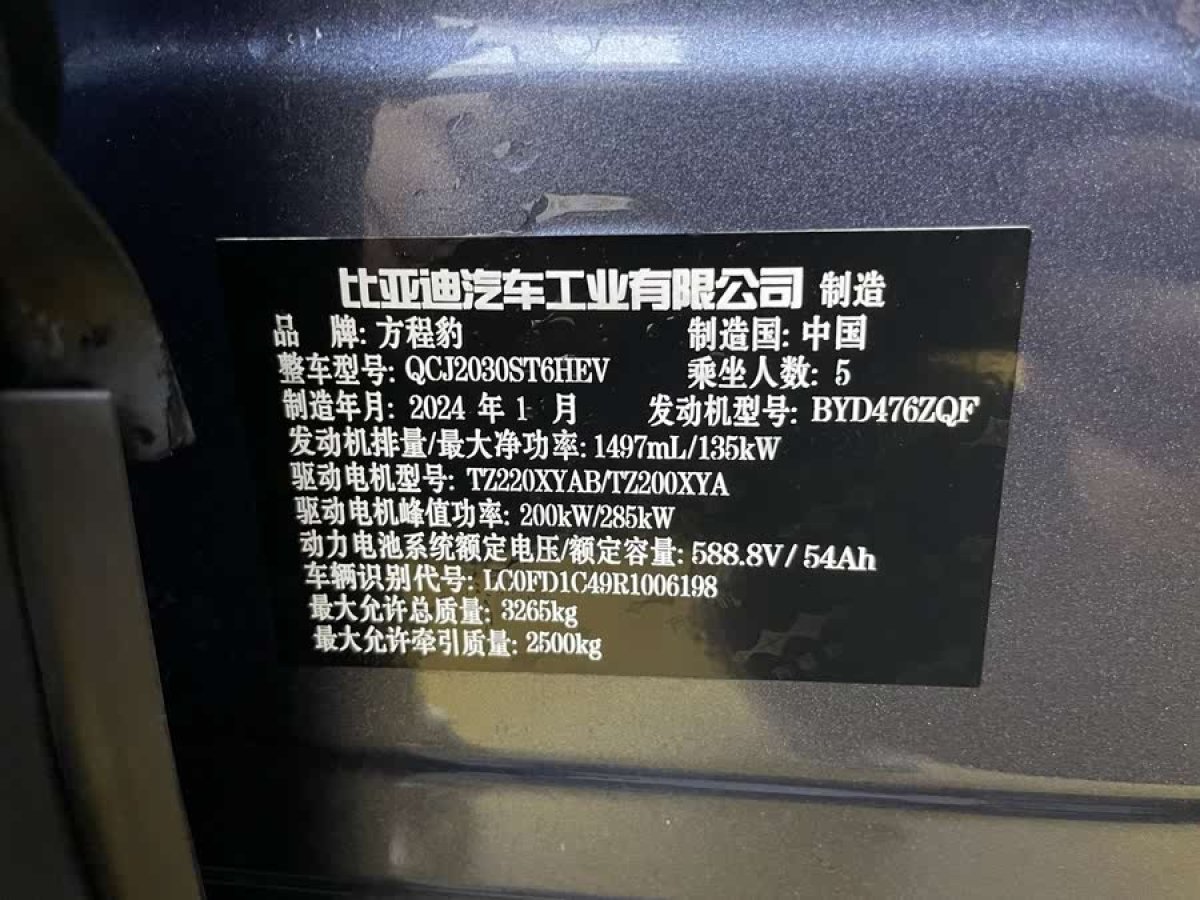 比亚迪汽车工业有限公司 制造
品 牌: 方程豹 制造国: 中国
整车型号: QCJ2030ST6HEV 乘坐人数: 5
制造年月: 2024 年 1 月 发动机型号: BYD476ZQF
发动机排量/最大净功率: 1497mL/135kW
驱动电机型号: TZ220XYAB/TZ200XYA
驱动电机峰值功率: 200kW/285kW
动力电池系统额定电压/额定容量: 588.8V/54Ah
车辆识别代号: LC0FD1C49R1006198
最大允许总质量: 3265kg
最大允许牵引质量: 2500kg